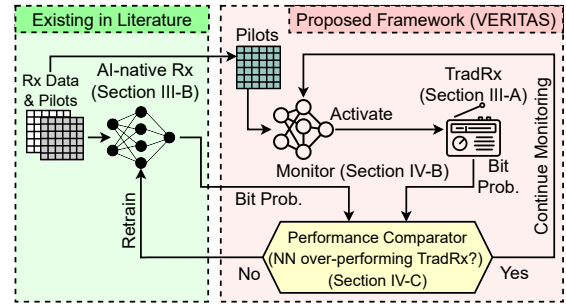 Existing in Literature
Proposed Framework (VERITAS)
Pilots
Rx Data
& Pilots
AI-native Rx
(Section III-B)
TradRx
(Section III-A)
Activate
Monitor (Section IV-B)
Bit
Prob.
Bit Prob.
Continue Monitoring
Retrain
Performance Comparator
(NN over-performing TradRx?)
(Section IV-C)
No
Yes